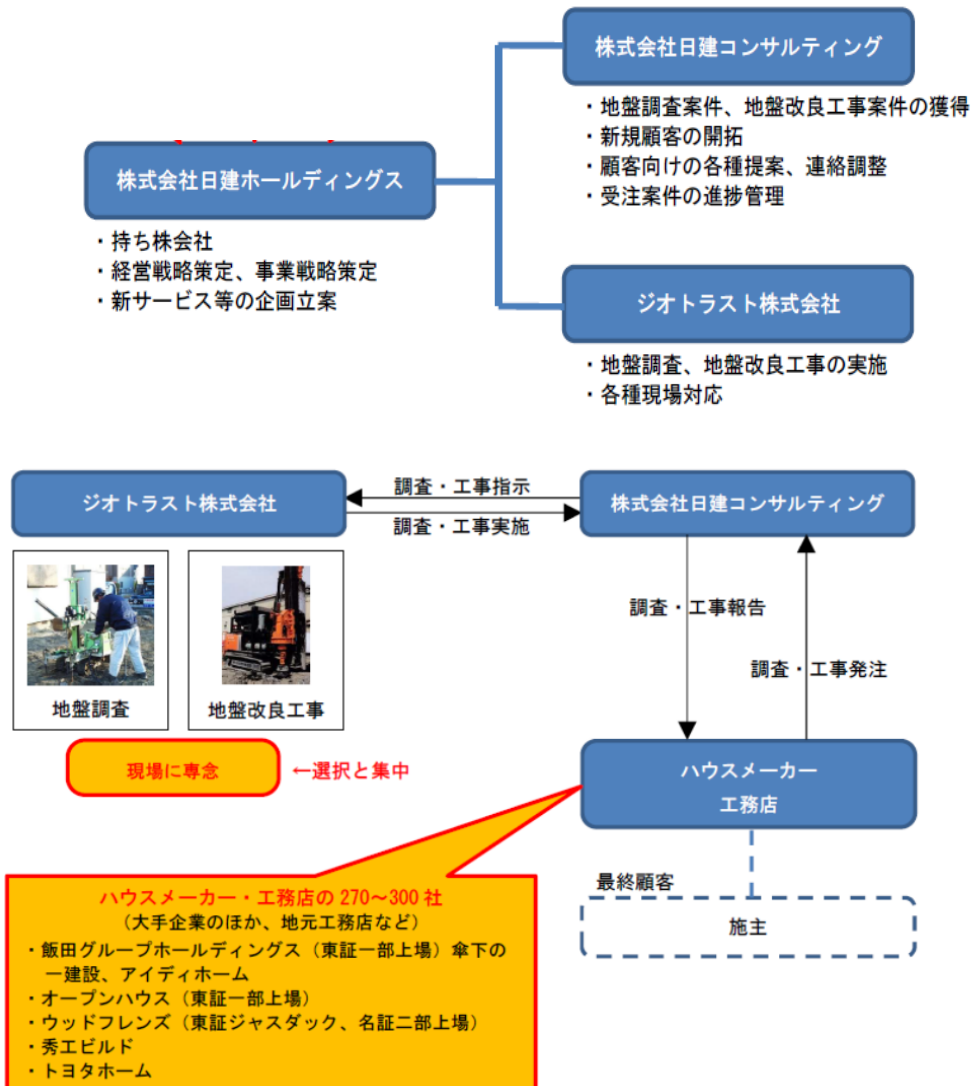 株式会社日建コンサルティング
・地盤調査案件、地盤改良工事案件の獲得
・新規顧客の開拓
・顧客向けの各種提案、連絡調整
・受注案件の進捗管理
株式会社日建ホールディングス
・持ち株会社
・経営戦略策定、事業戦略策定
・新サービス等の企画立案
ジオトラスト株式会社
・地盤調査、地盤改良工事の実施
・各種現場対応
ジオトラスト株式会社
調査・工事指示
調査・工事実施
株式会社日建コンサルティング
地盤調査
地盤改良工事
調査・工事報告
調査・工事発注
現場に専念
←選択と集中
ハウスメーカー
工務店
最終顧客
施主
ハウスメーカー・工務店の 270～300 社
（大手企業のほか、地元工務店など）
・飯田グループホールディングス（東証一部上場）傘下の
一建設、アイディホーム
・オープンハウス（東証一部上場）
・ウッドフレンズ（東証ジャスダック、名証二部上場）
・秀工ビルド
・トヨタホーム